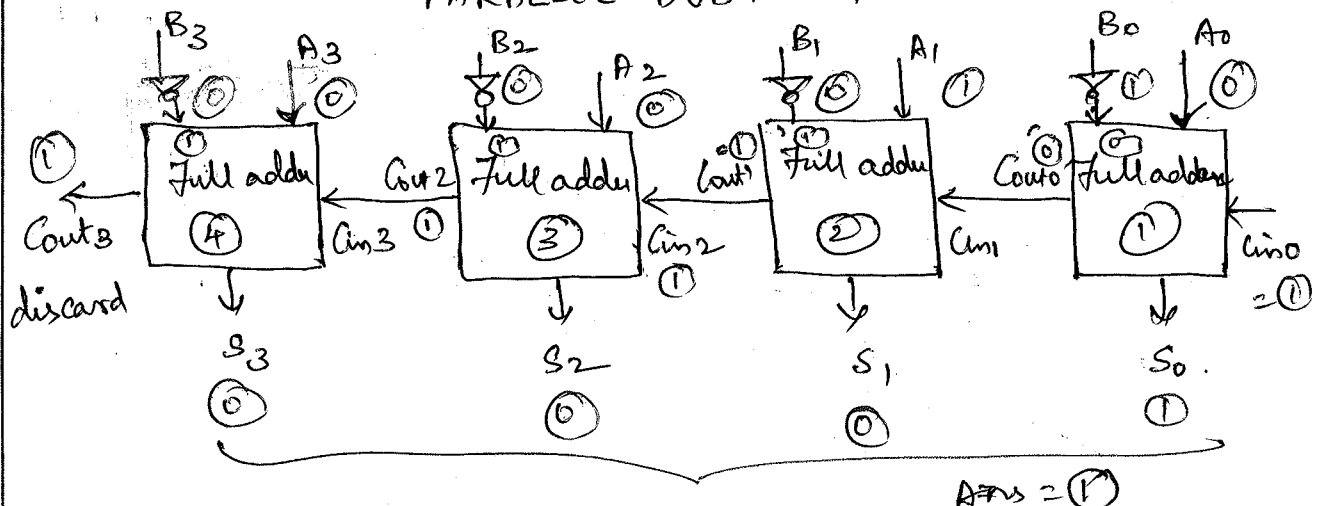 B3 A3 B2 A2 B1 A1 B0 A0
0 0 0 0 0 1 1 0
1 1 1 1 1 0 0
Full adder Cout2 Full adder Cout1 Full adder Cout0 Full adder
Cout3 4 Cin3 1 3 Cin2 2 Cin1 1 Cin0
discard 1 = 1
S3 S2 S1 S0.
0 0 0 1
Ans = 1